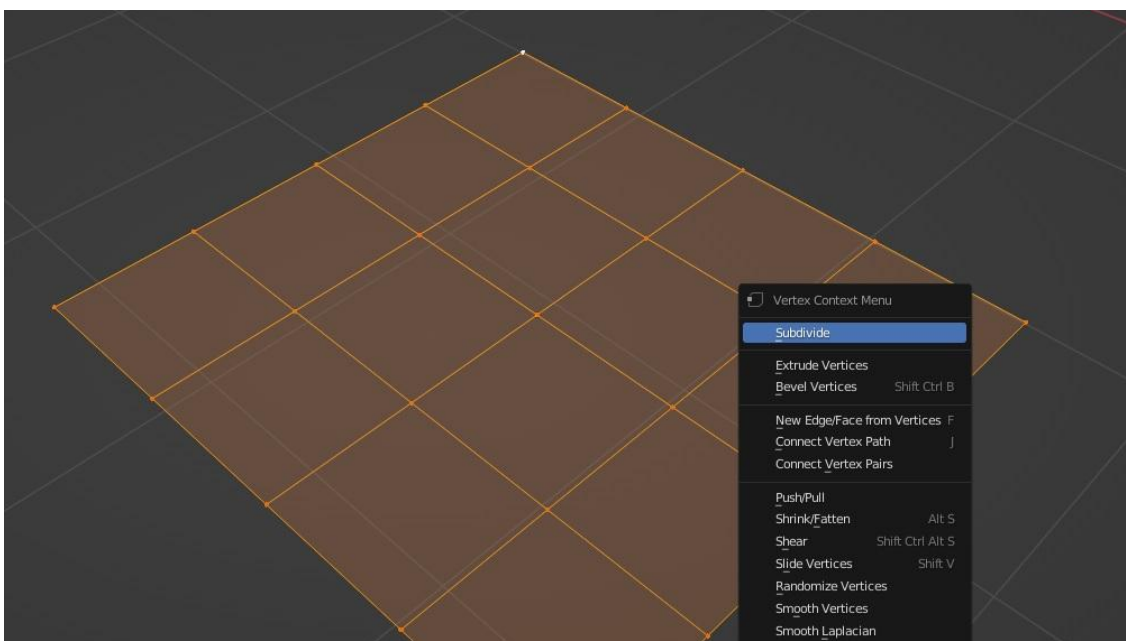 Vertex Context Menu
Subdivide
Extrude Vertices
Bevel Vertices Shift Ctrl B
New Edge/Face from Vertices F
Connect Vertex Path J
Connect Vertex Pairs
Push/Pull
Shrink/Fatten Alt S
Shear Shift Ctrl Alt S
Slide Vertices Shift V
Randomize Vertices
Smooth Vertices
Smooth Laplacian